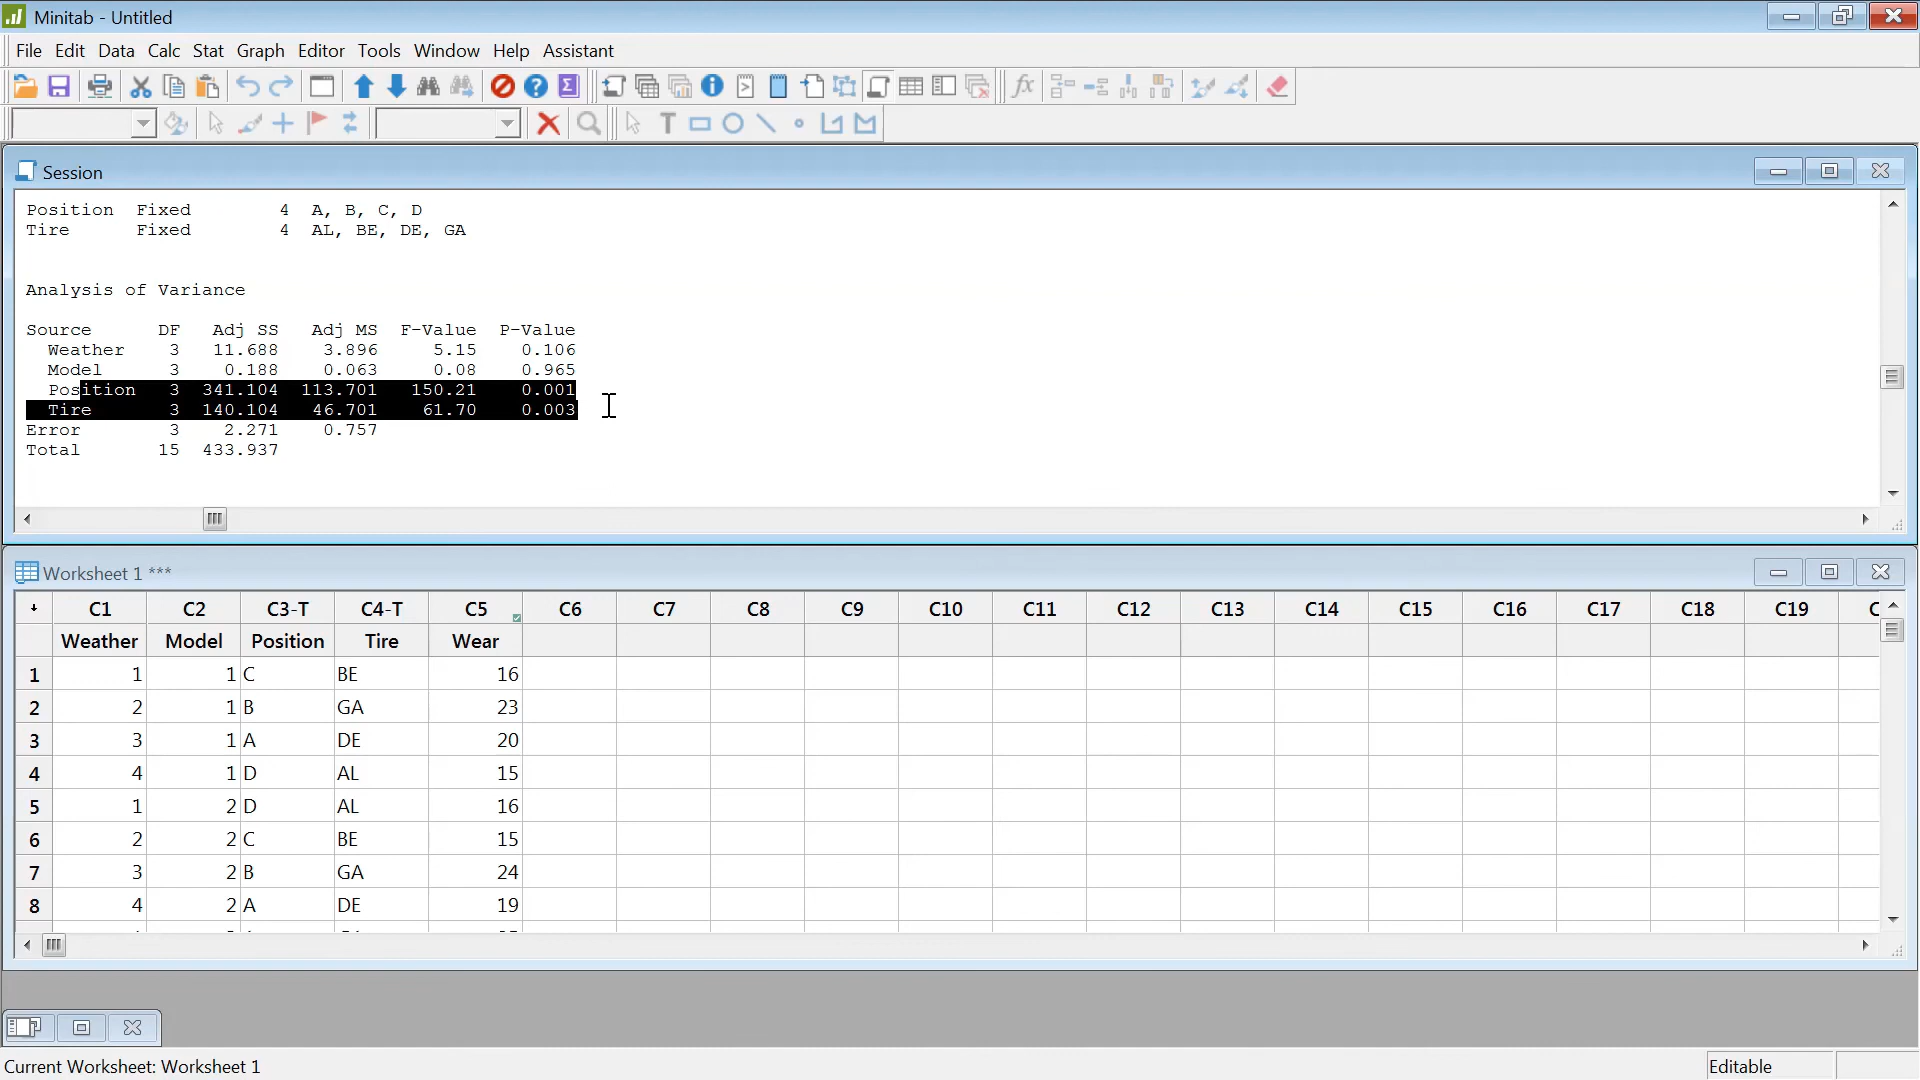 Minitab - Untitled
File Edit Data Calc Stat Graph Editor Tools Window Help Assistant
Session
Position Fixed 4 A, B, C, D
Tire Fixed 4 AL, BE, DE, GA
Analysis of Variance
Source DF Adj SS Adj MS F-Value P-Value
Weather 3 11.688 3.896 5.15 0.106
Model 3 0.188 0.063 0.08 0.965
Position 3 341.104 113.701 150.21 0.001
Tire 3 140.104 46.701 61.70 0.003
Error 3 2.271 0.757
Total 15 433.937
Worksheet 1 ***
C1 C2 C3-T C4-T C5 C6 C7 C8 C9 C10 C11 C12 C13 C14 C15 C16 C17 C18 C19
Weather Model Position Tire Wear
1 1 1 C BE 16
2 2 1 B GA 23
3 3 1 A DE 20
4 4 1 D AL 15
5 1 2 D AL 16
6 2 2 C BE 15
7 3 2 B GA 24
8 4 2 A DE 19
Current Worksheet: Worksheet 1
Editable